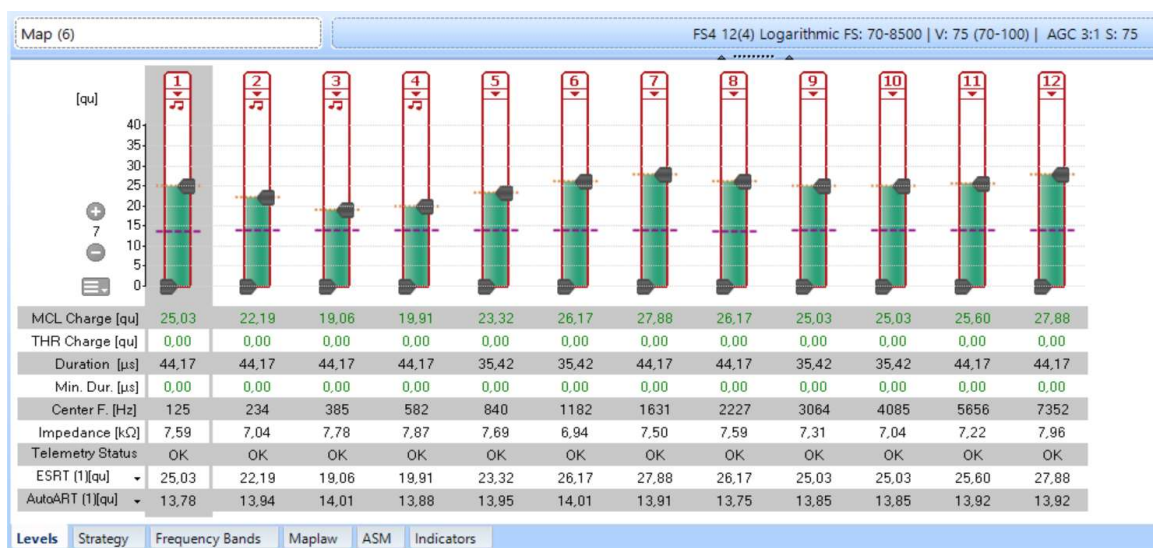 Map (6)
FS4 12(4) Logarithmic FS: 70-8500 | V: 75 (70-100) | AGC 3:1 S: 75
[qu]
1 2 3 4 5 6 7 8 9 10 11 12
40
35
30
25
20
15
10
5
0
7
MCL Charge [qu] 25,03 22,19 19,06 19,91 23,32 26,17 27,88 26,17 25,03 25,03 25,60 27,88
THR Charge [qu] 0,00 0,00 0,00 0,00 0,00 0,00 0,00 0,00 0,00 0,00 0,00 0,00
Duration [µs] 44,17 44,17 44,17 44,17 35,42 35,42 44,17 44,17 35,42 35,42 44,17 44,17
Min. Dur. [µs] 0,00 0,00 0,00 0,00 0,00 0,00 0,00 0,00 0,00 0,00 0,00 0,00
Center F. [Hz] 125 234 385 582 840 1182 1631 2227 3064 4085 5656 7352
Impedance [kΩ] 7,59 7,04 7,78 7,87 7,69 6,94 7,50 7,59 7,31 7,04 7,22 7,96
Telemetry Status OK OK OK OK OK OK OK OK OK OK OK OK
ESRT (1)[qu] 25,03 22,19 19,06 19,91 23,32 26,17 27,88 26,17 25,03 25,03 25,60 27,88
AutoART (1)[qu] 13,78 13,94 14,01 13,88 13,95 14,01 13,91 13,75 13,85 13,85 13,92 13,92
Levels Strategy Frequency Bands Maplaw ASM Indicators